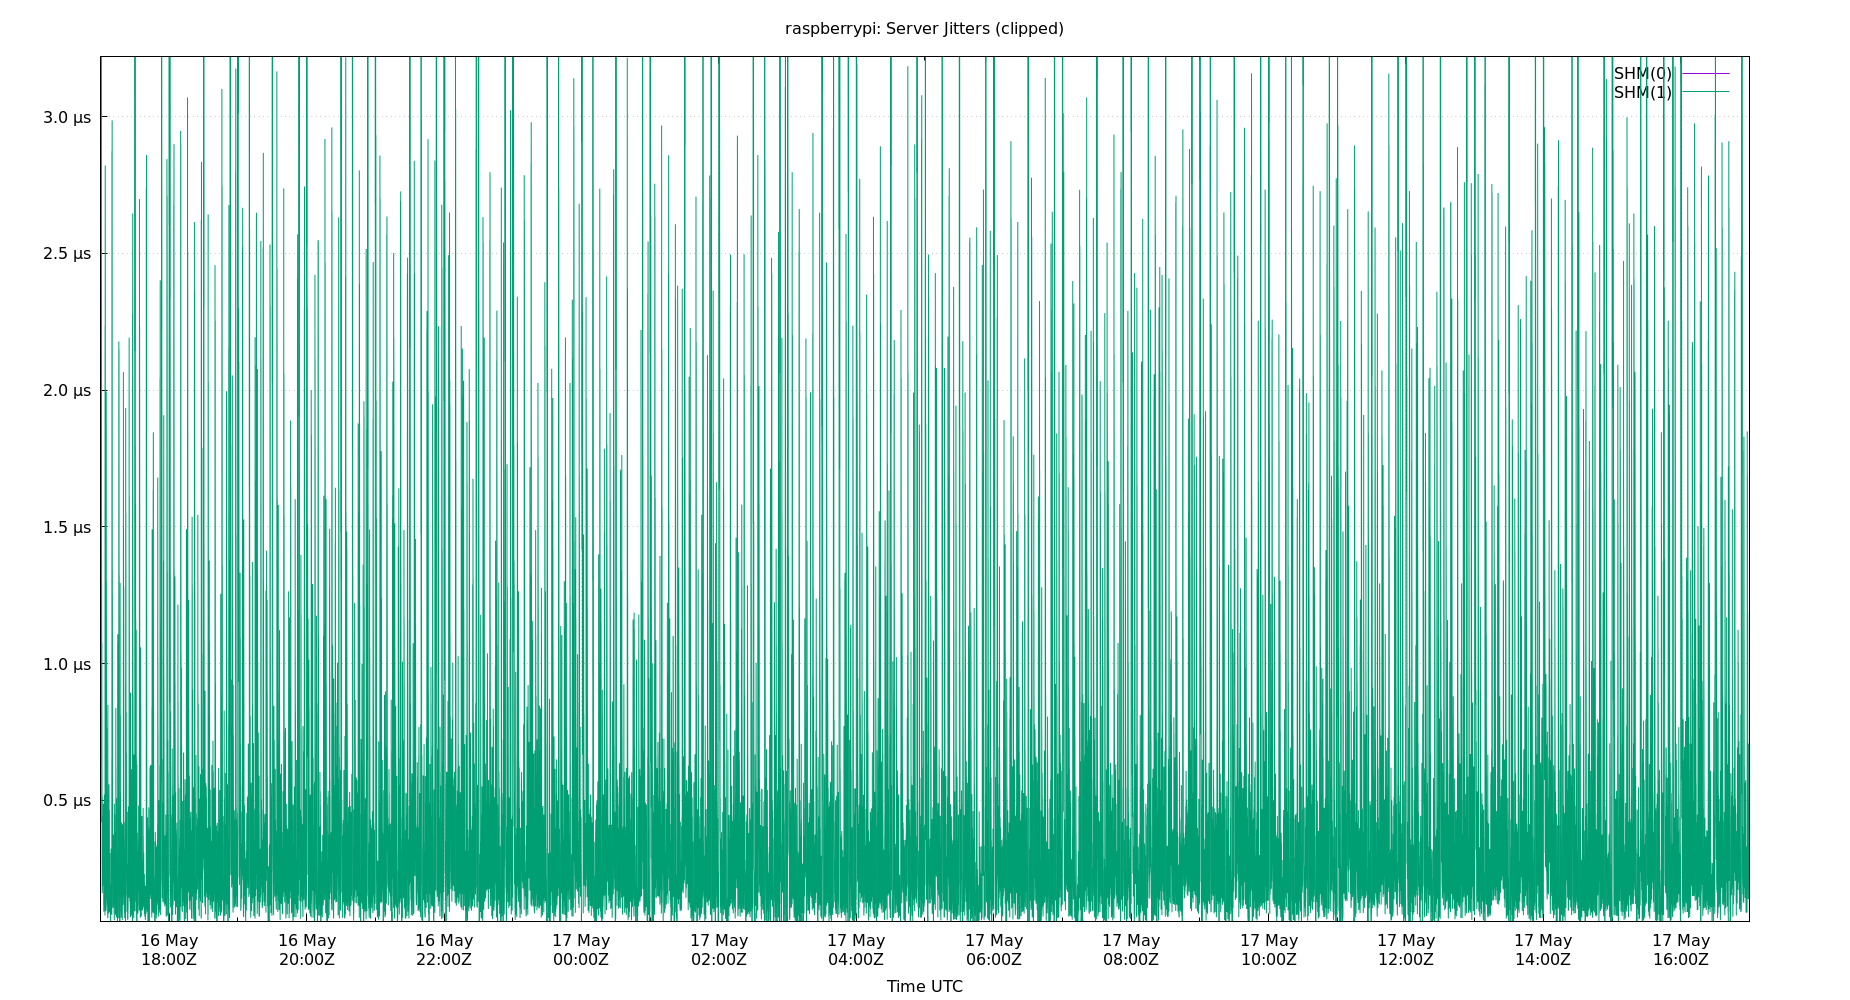 raspberrypi: Server Jitters (clipped)
SHM(0)
SHM(1)
3.0 µs
2.5 µs
2.0 µs
1.5 µs
1.0 µs
0.5 µs
16 May 16 May 16 May 17 May 17 May 17 May 17 May 17 May 17 May 17 May 17 May 17 May
18:00Z 20:00Z 22:00Z 00:00Z 02:00Z 04:00Z 06:00Z 08:00Z 10:00Z 12:00Z 14:00Z 16:00Z
Time UTC